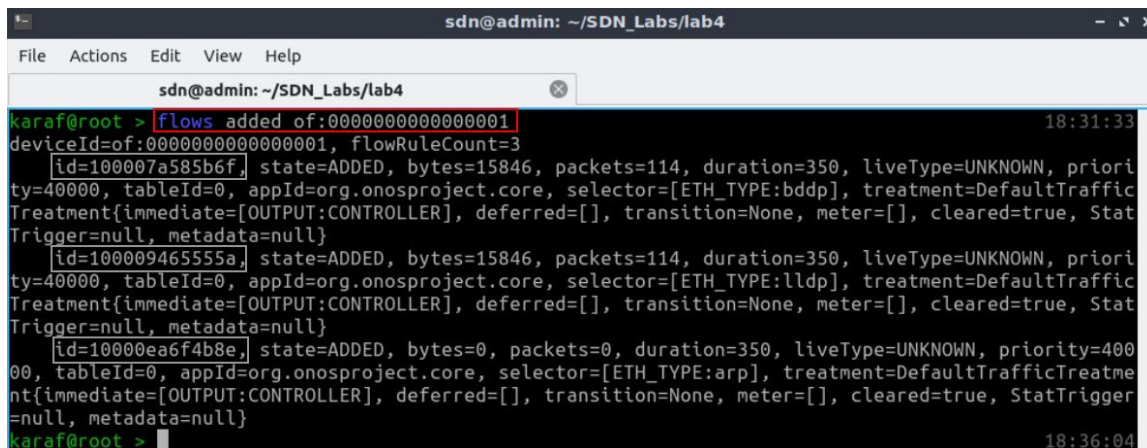 sdn@admin: ~/SDN_Labs/lab4
File Actions Edit View Help
sdn@admin: ~/SDN_Labs/lab4
karaf@root > flows added of:0000000000000001 18:31:33
deviceId=of:0000000000000001, flowRuleCount=3
id=100007a585b6f, state=ADDED, bytes=15846, packets=114, duration=350, liveType=UNKNOWN, priori
ty=40000, tableId=0, appId=org.onosproject.core, selector=[ETH_TYPE:bddp], treatment=DefaultTraffic
Treatment{immediate=[OUTPUT:CONTROLLER], deferred=[], transition=None, meter=[], cleared=true, Stat
Trigger=null, metadata=null}
id=100009465555a, state=ADDED, bytes=15846, packets=114, duration=350, liveType=UNKNOWN, priori
ty=40000, tableId=0, appId=org.onosproject.core, selector=[ETH_TYPE:lldp], treatment=DefaultTraffic
Treatment{immediate=[OUTPUT:CONTROLLER], deferred=[], transition=None, meter=[], cleared=true, Stat
Trigger=null, metadata=null}
id=10000ea6f4b8e, state=ADDED, bytes=0, packets=0, duration=350, liveType=UNKNOWN, priority=400
00, tableId=0, appId=org.onosproject.core, selector=[ETH_TYPE:arp], treatment=DefaultTrafficTreatme
nt{immediate=[OUTPUT:CONTROLLER], deferred=[], transition=None, meter=[], cleared=true, StatTrigger
=null, metadata=null}
karaf@root > 18:36:04